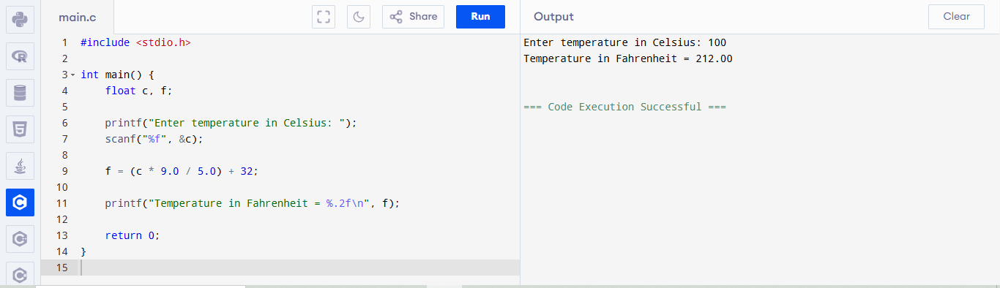 main.c
Share
Run
1 #include <stdio.h>
2
3 int main() {
4     float c, f;
5
6     printf("Enter temperature in Celsius: ");
7     scanf("%f", &c);
8
9     f = (c * 9.0 / 5.0) + 32;
10
11     printf("Temperature in Fahrenheit = %.2f\n", f);
12
13     return 0;
14 }
15
Output
Clear
Enter temperature in Celsius: 100
Temperature in Fahrenheit = 212.00
=== Code Execution Successful ===